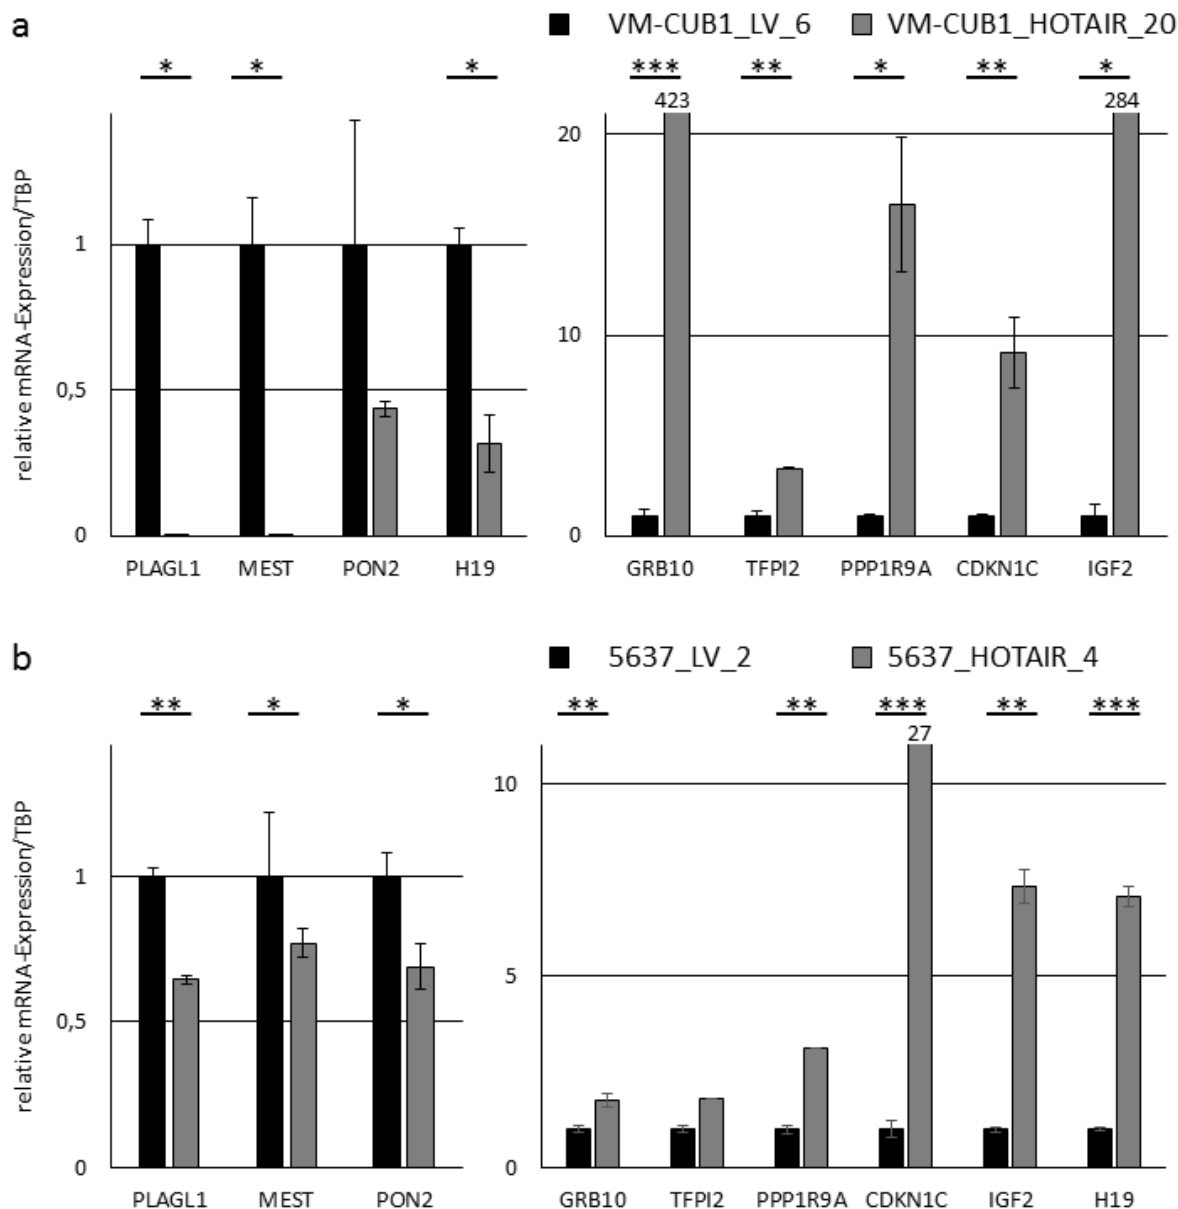 a
VM-CUB1_LV_6 VM-CUB1_HOTAIR_20
* * * *** ** * ** *
423 284
relative mRNA-Expression/TBP
1
0,5
0
20
10
0
PLAGL1 MEST PON2 H19 GRB10 TFPI2 PPP1R9A CDKN1C IGF2
b
5637_LV_2 5637_HOTAIR_4
** * * ** ** *** ** ***
27
relative mRNA-Expression/TBP
1
0,5
0
10
5
0
PLAGL1 MEST PON2 GRB10 TFPI2 PPP1R9A CDKN1C IGF2 H19